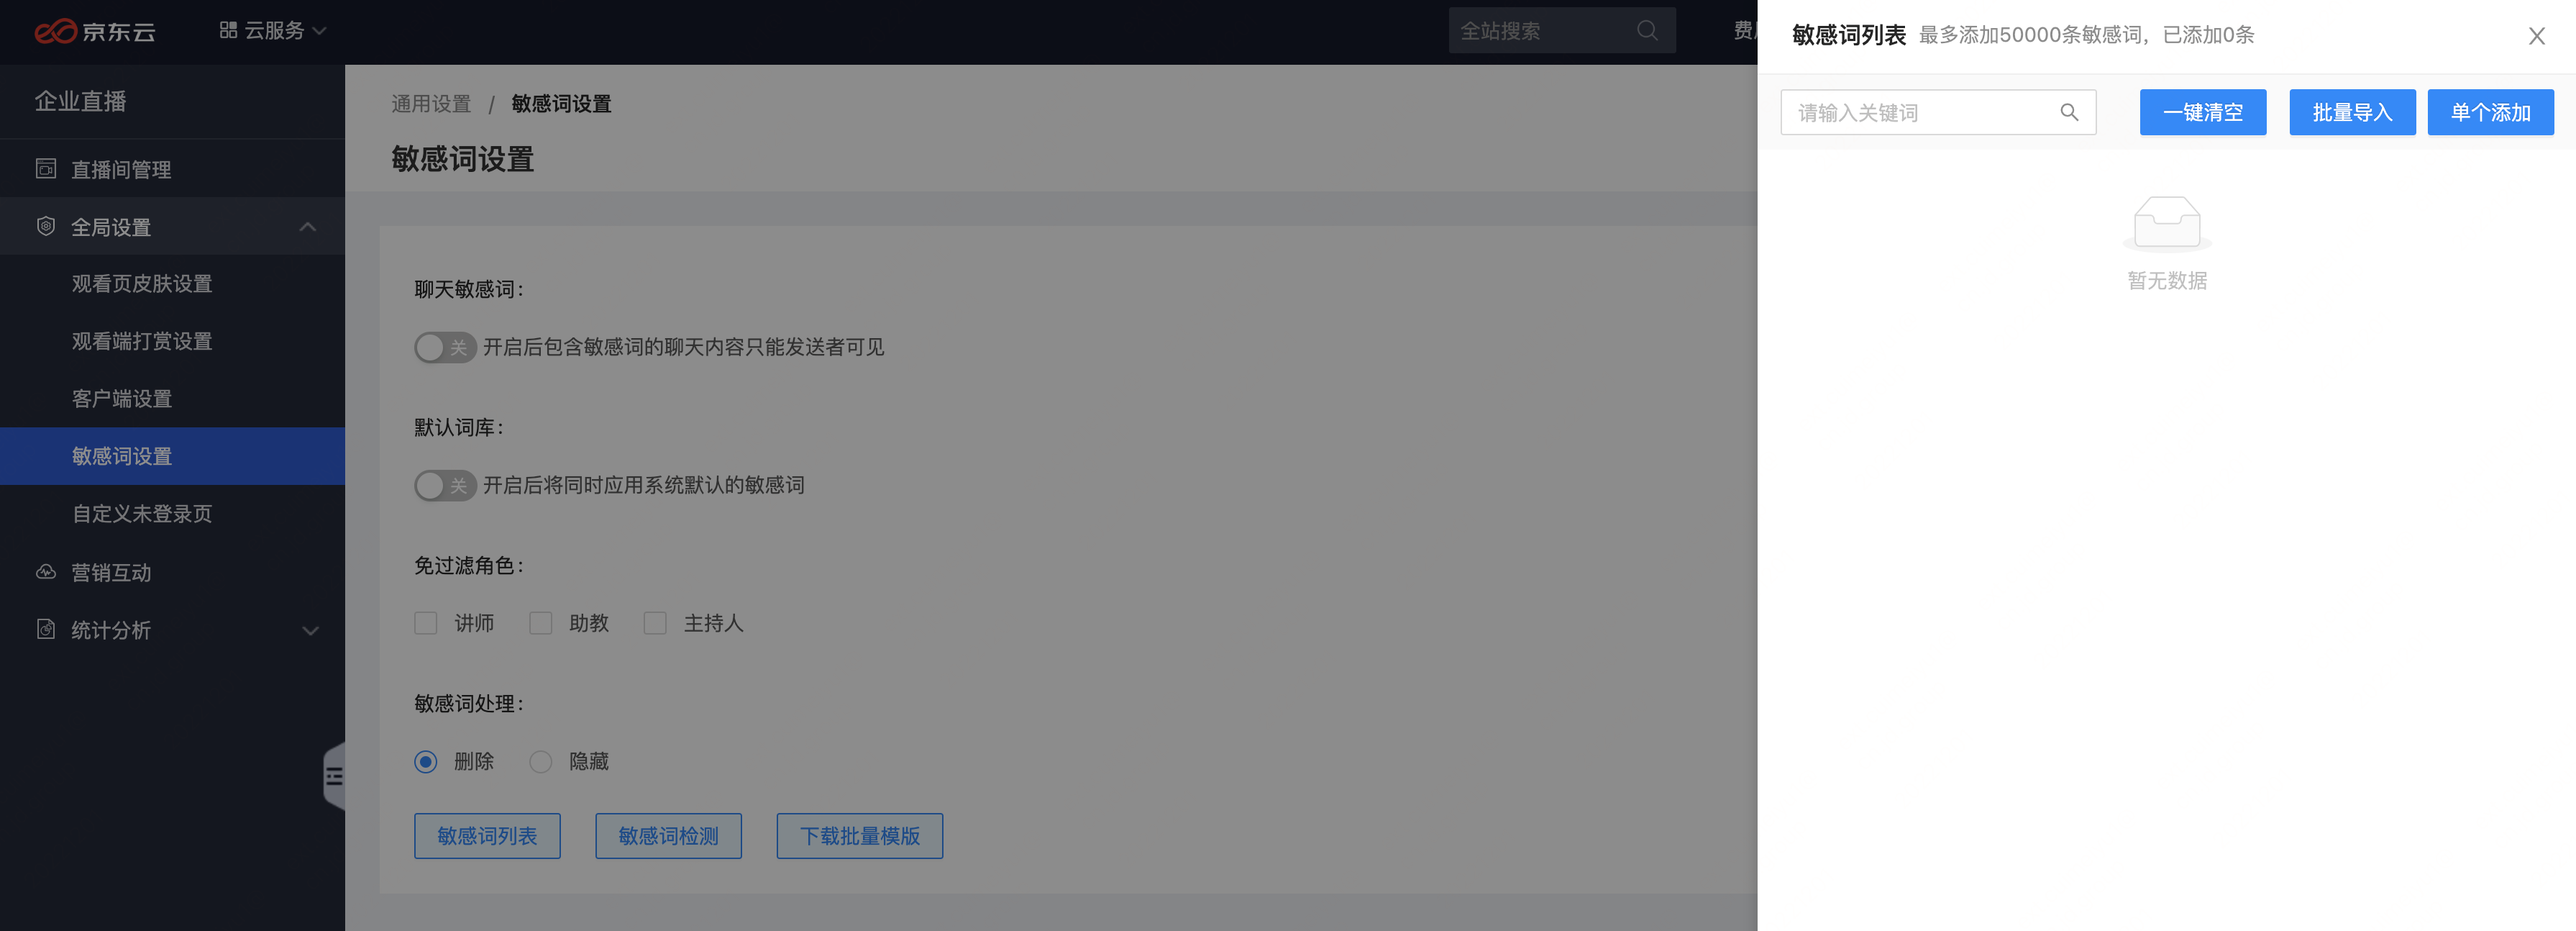 京东云
云服务
全站搜索
企业直播
直播间管理
全局设置
观看页皮肤设置
观看端打赏设置
客户端设置
敏感词设置
自定义未登录页
营销互动
统计分析
通用设置 / 敏感词设置
敏感词设置
聊天敏感词:
关 开启后包含敏感词的聊天内容只能发送者可见
默认词库:
关 开启后将同时应用系统默认的敏感词
免过滤角色:
讲师 助教 主持人
敏感词处理:
删除 隐藏
敏感词列表 敏感词检测 下载批量模版
敏感词列表 最多添加50000条敏感词，已添加0条
请输入关键词 一键清空 批量导入 单个添加
暂无数据